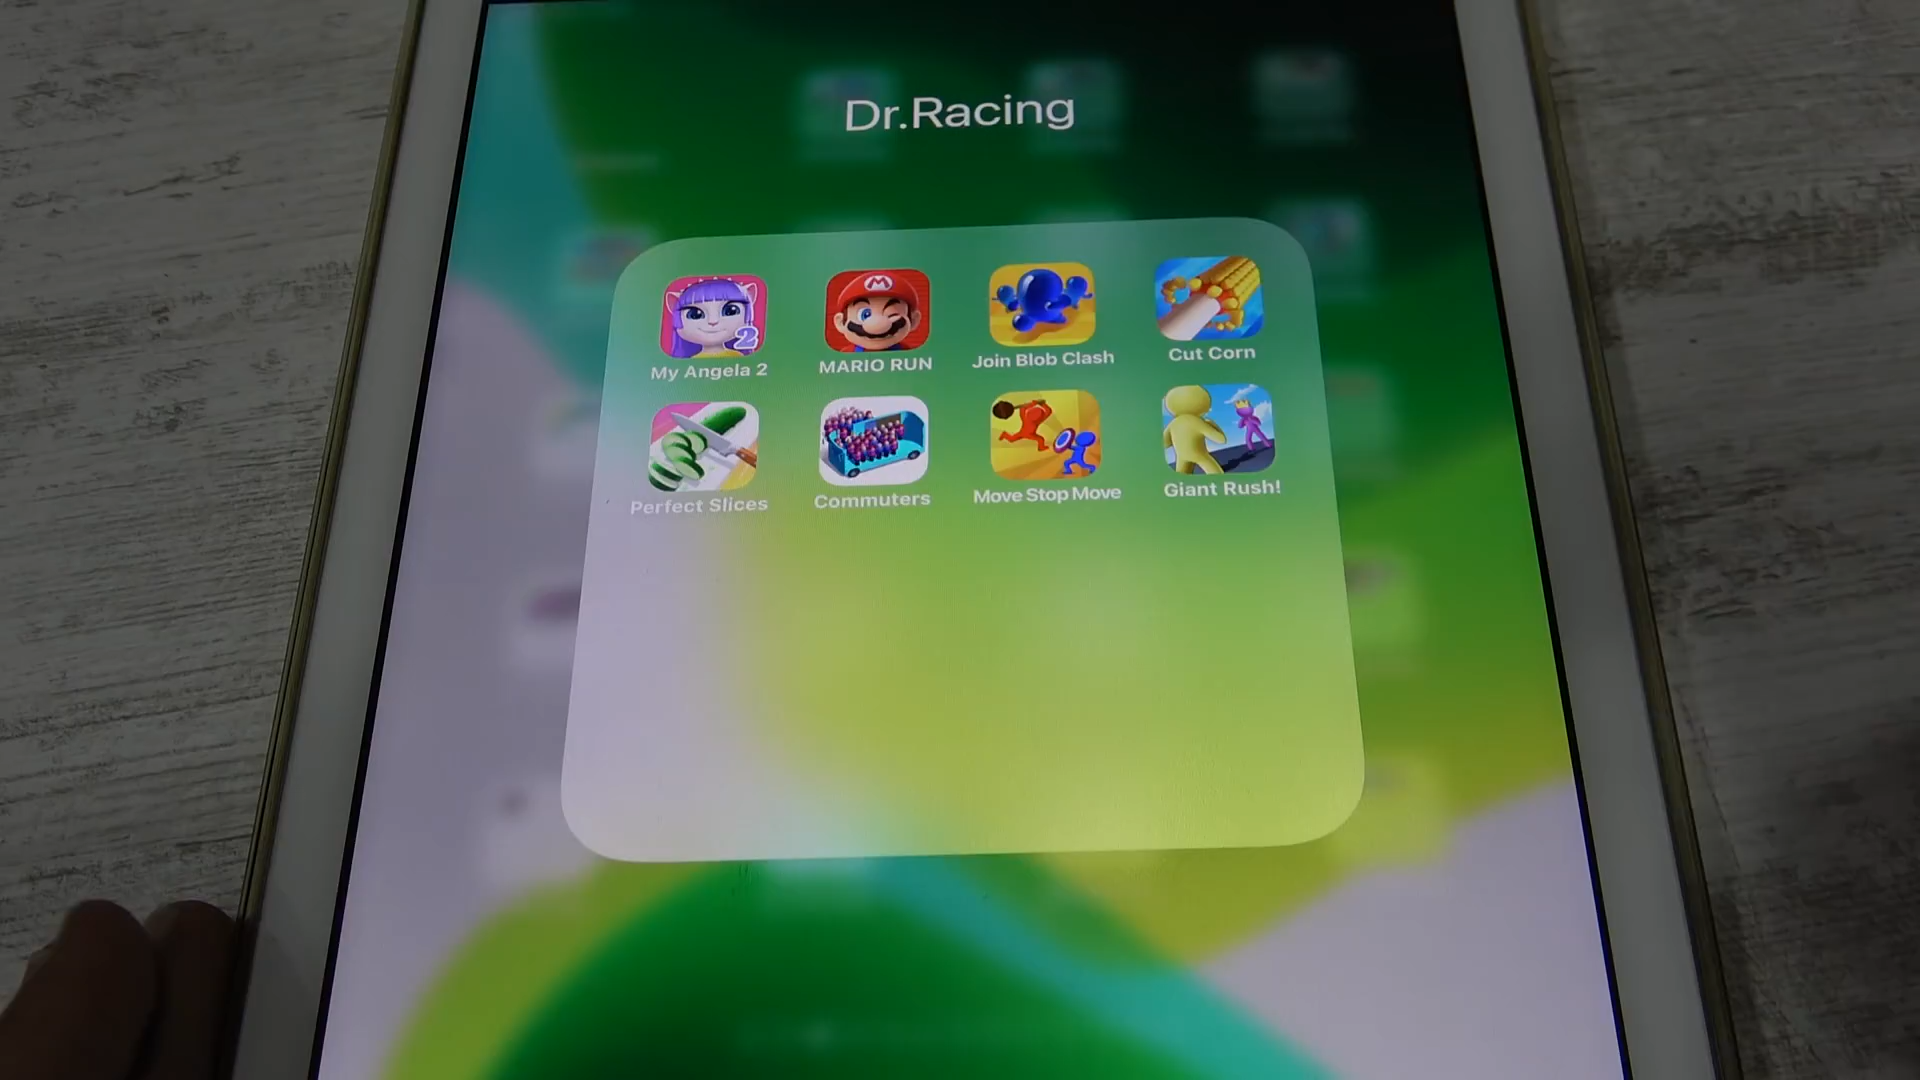 Dr.Racing
My Angela 2
MARIO RUN
Join Blob Clash
Cut Corn
Perfect Slices
Commuters
Move Stop Move
Giant Rush!